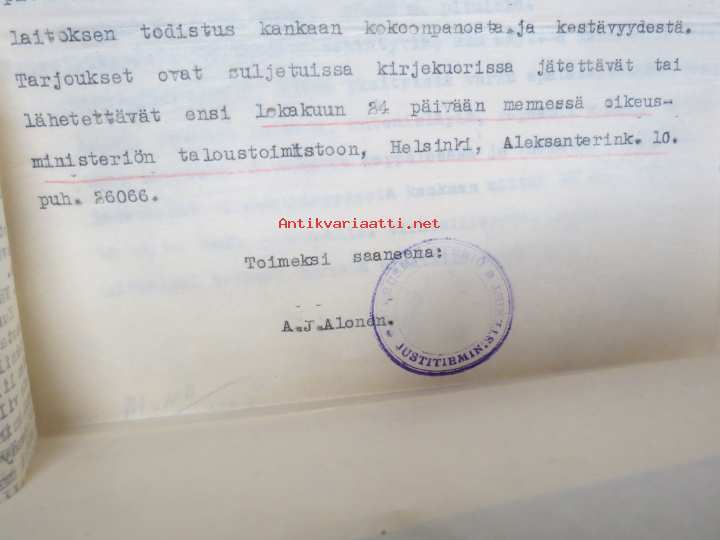 laitoksen todistus kankaan kokoonpanosta ja kestävyydestä.
Tarjoukset ovat suljetuissa kirjekuorissa jätettävät tai
lähetettävät ensi lokakuun 24 päivään mennessä oikeus-
ministeriön taloustoimistoon, Helsinki, Aleksanterink. 10.
puh. 26066.
Antikvariaatti.net
Toimeksi saaneena:
A.J.Alonen.
JUSTITIEMIN:S